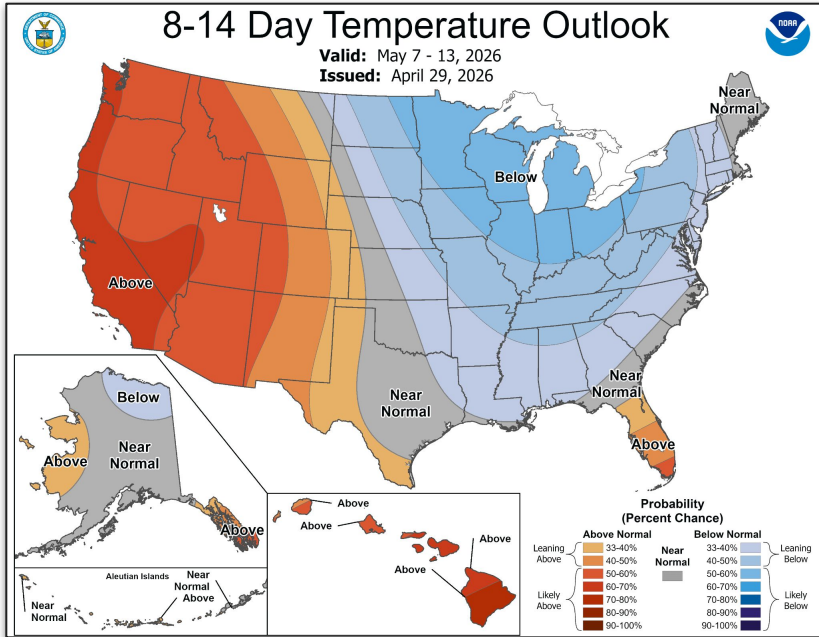 8-14 Day Temperature Outlook
Valid: May 7 - 13, 2026
Issued: April 29, 2026
NOAA
Near
Normal
Below
Above
Near
Normal
Near
Normal
Above
Below
Above
Near
Normal
Above
Aleutian Islands
Near
Normal
Near
Normal
Above
Above
Above
Above
Above
Probability
(Percent Chance)
Above Normal
Leaning
Above
33-40%
40-50%
Likely
Above
50-60%
60-70%
70-80%
80-90%
90-100%
Near
Normal
Below Normal
33-40%
40-50%
Leaning
Below
50-60%
60-70%
70-80%
80-90%
90-100%
Likely
Below